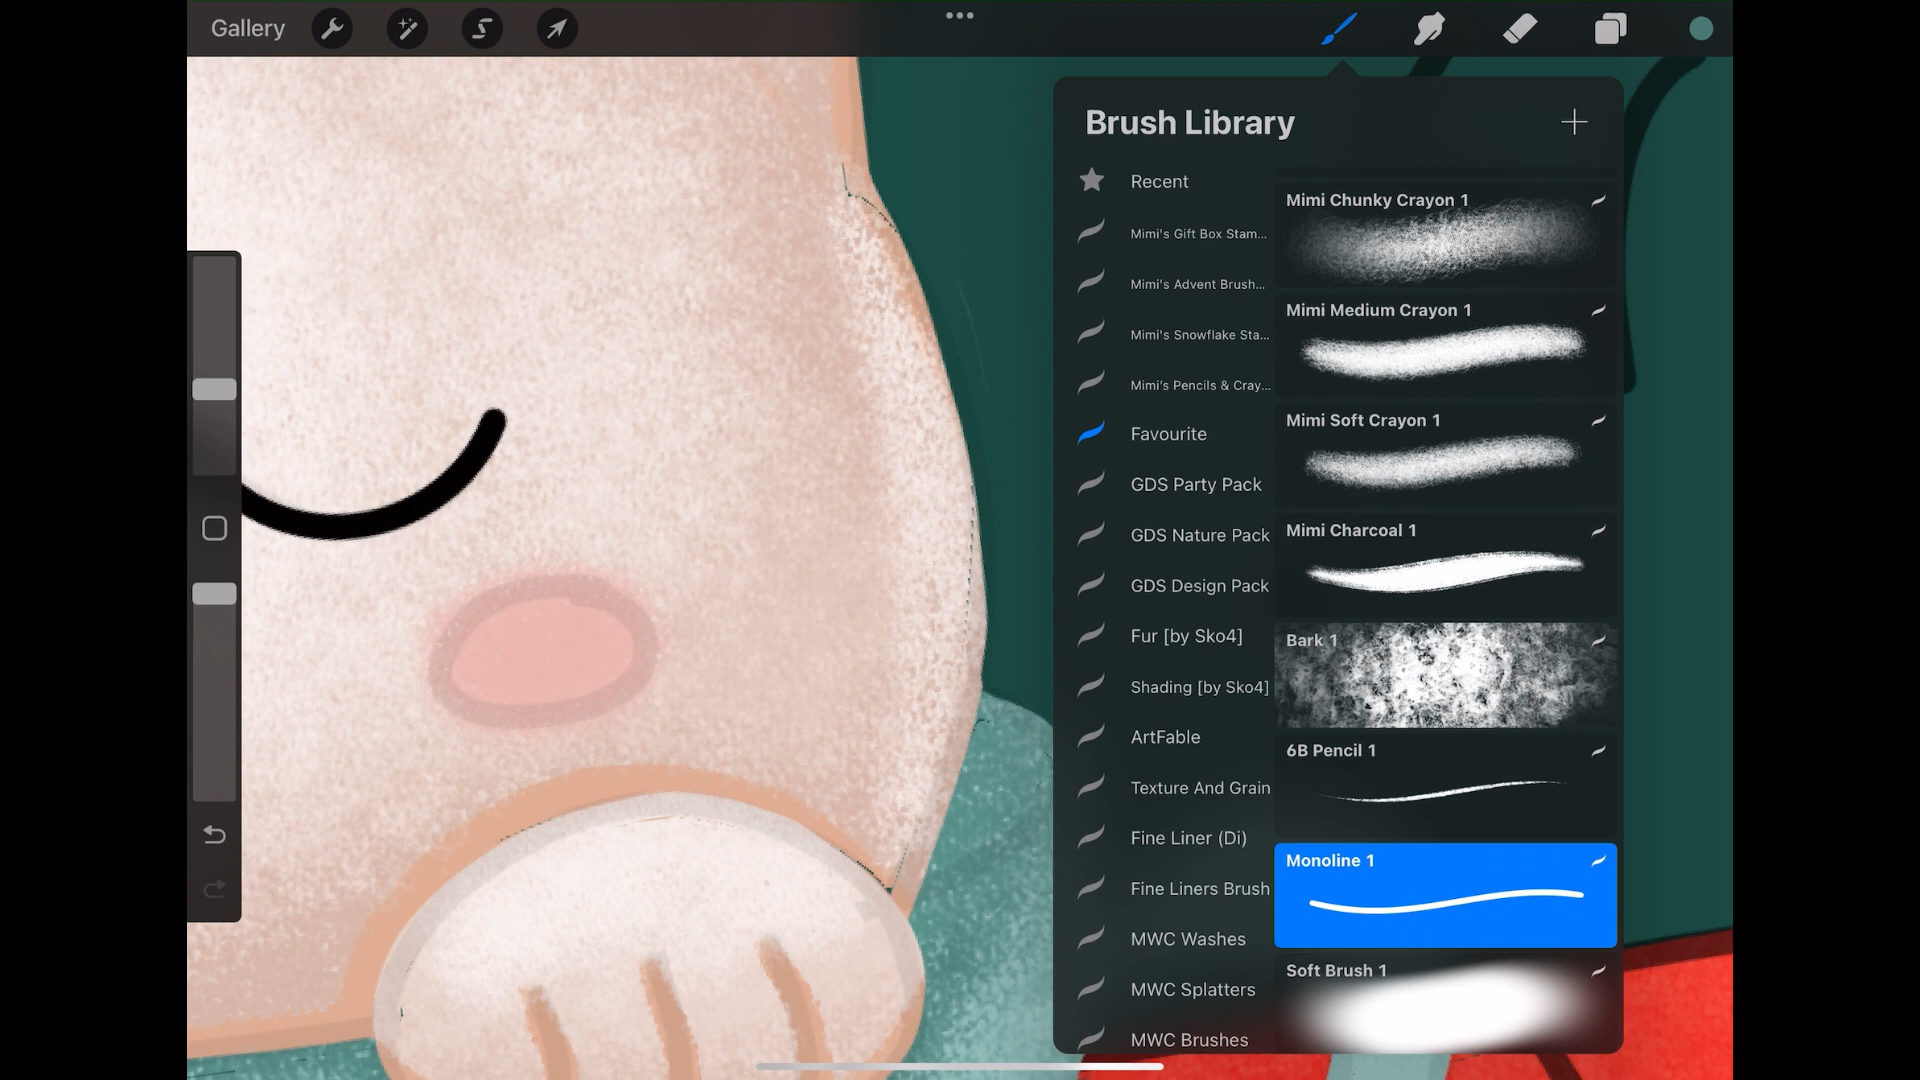 Gallery
Brush Library
Recent
Mimi's Gift Box Stam...
Mimi's Advent Brush...
Mimi's Snowflake Sta...
Mimi's Pencils & Cray...
Favourite
GDS Party Pack
GDS Nature Pack
GDS Design Pack
Fur [by Sko4]
Shading [by Sko4]
ArtFable
Texture And Grain
Fine Liner (Di)
Fine Liners Brush
MWC Washes
MWC Splatters
MWC Brushes
Mimi Chunky Crayon 1
Mimi Medium Crayon 1
Mimi Soft Crayon 1
Mimi Charcoal 1
Bark 1
6B Pencil 1
Monoline 1
Soft Brush 1